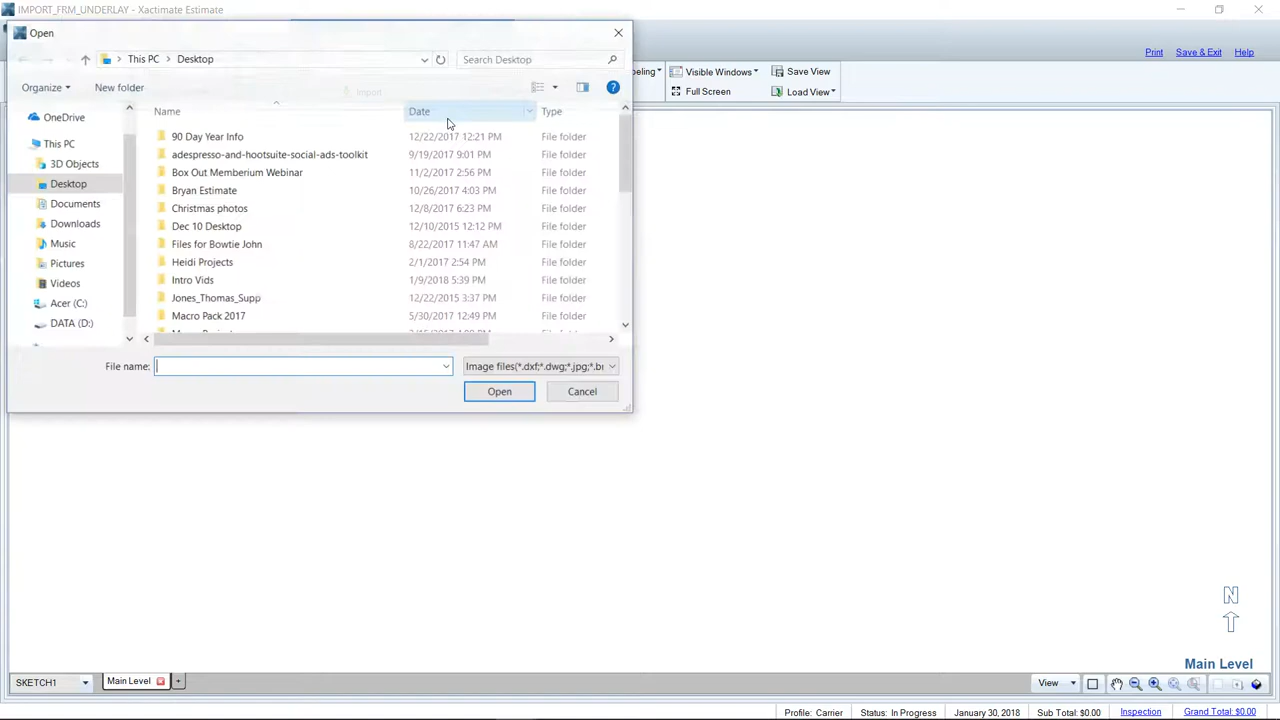 IMPORT_FRM_UNDERLAY - Xactimate Estimate
Open
This PC
Desktop
Search Desktop
Print
Save & Exit
Help
Visible Windows
Save View
Full Screen
Load View
Organize
New folder
Import
Name
Date
Type
OneDrive
This PC
3D Objects
Desktop
Documents
Downloads
Music
Pictures
Videos
Acer (C:)
DATA (D:)
90 Day Year Info 12/22/2017 12:21 PM File folder
adespresso-and-hootsuite-social-ads-toolkit 9/19/2017 9:01 PM File folder
Box Out Memberium Webinar 11/2/2017 2:56 PM File folder
Bryan Estimate 10/26/2017 4:03 PM File folder
Christmas photos 12/8/2017 6:23 PM File folder
Dec 10 Desktop 12/10/2015 12:12 PM File folder
Files for Bowtie John 8/22/2017 11:47 AM File folder
Heidi Projects 2/1/2017 2:54 PM File folder
Intro Vids 1/9/2018 5:39 PM File folder
Jones_Thomas_Supp 12/22/2015 3:37 PM File folder
Macro Pack 2017 5/30/2017 12:49 PM File folder
File name:
Image files(*.dxf;*.dwg;*.jpg;*.b
Open
Cancel
N
Main Level
SKETCH1
Main Level
View
Profile: Carrier
Status: In Progress
January 30, 2018
Sub Total: $0.00
Inspection
Grand Total: $0.00